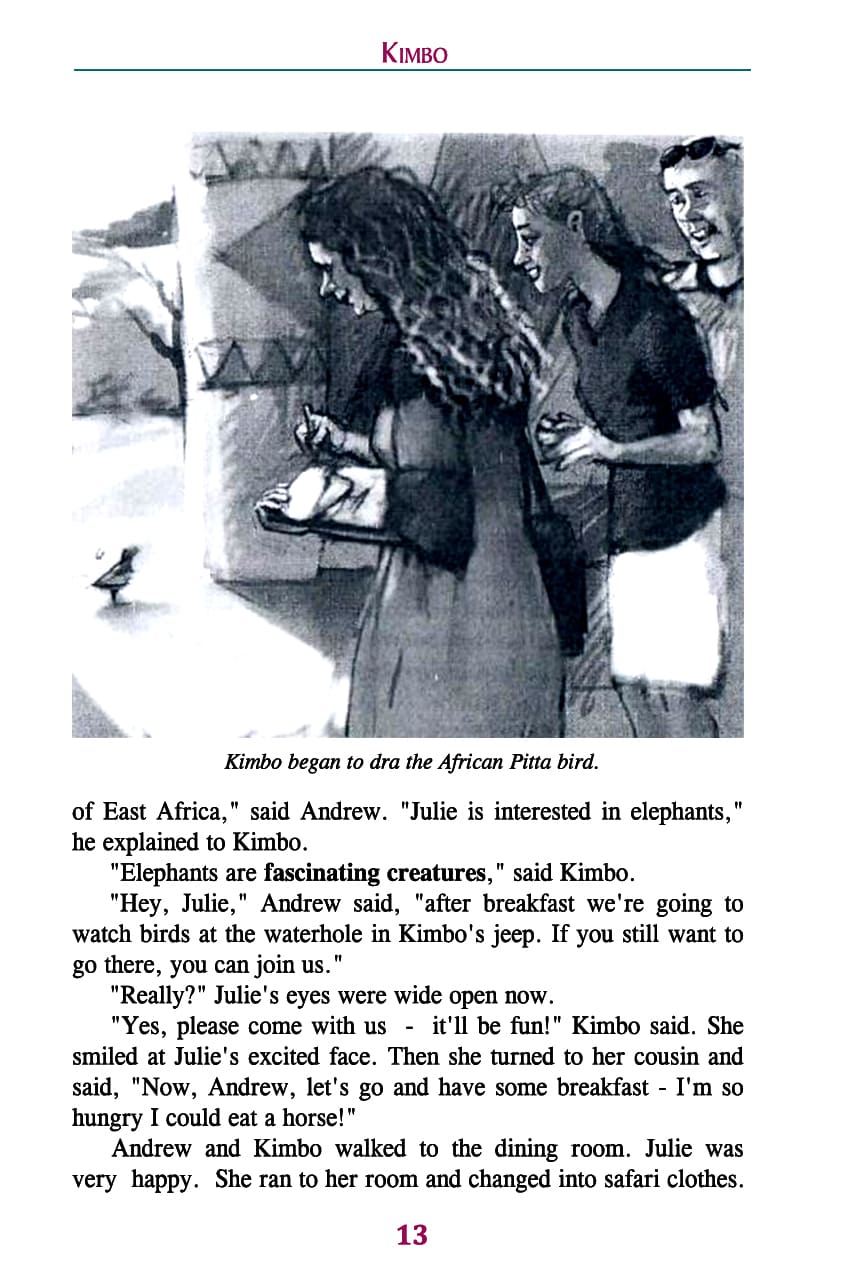 KIMBO
Kimbo began to dra the African Pitta bird.
of East Africa," said Andrew. "Julie is interested in elephants,"
he explained to Kimbo.
"Elephants are fascinating creatures," said Kimbo.
"Hey, Julie," Andrew said, "after breakfast we're going to
watch birds at the waterhole in Kimbo's jeep. If you still want to
go there, you can join us."
"Really?" Julie's eyes were wide open now.
"Yes, please come with us - it'll be fun!" Kimbo said. She
smiled at Julie's excited face. Then she turned to her cousin and
said, "Now, Andrew, let's go and have some breakfast - I'm so
hungry I could eat a horse!"
Andrew and Kimbo walked to the dining room. Julie was
very happy. She ran to her room and changed into safari clothes.
13